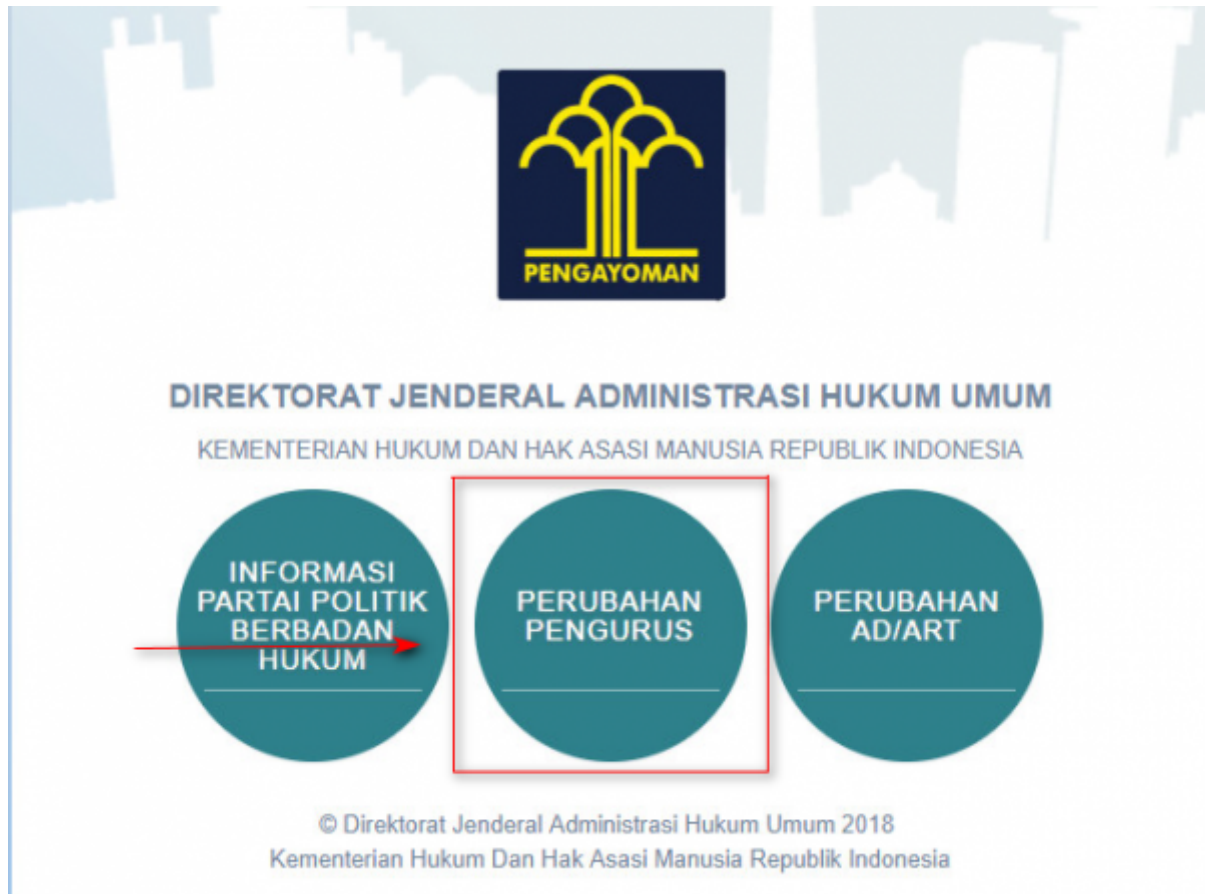 PENGAYOMAN
DIREKTORAT JENDERAL ADMINISTRASI HUKUM UMUM
KEMENTERIAN HUKUM DAN HAK ASASI MANUSIA REPUBLIK INDONESIA
INFORMASI
PARTAI POLITIK
BERBADAN
HUKUM
PERUBAHAN
PENGURUS
PERUBAHAN
AD/ART
© Direktorat Jenderal Administrasi Hukum Umum 2018
Kementerian Hukum Dan Hak Asasi Manusia Republik Indonesia